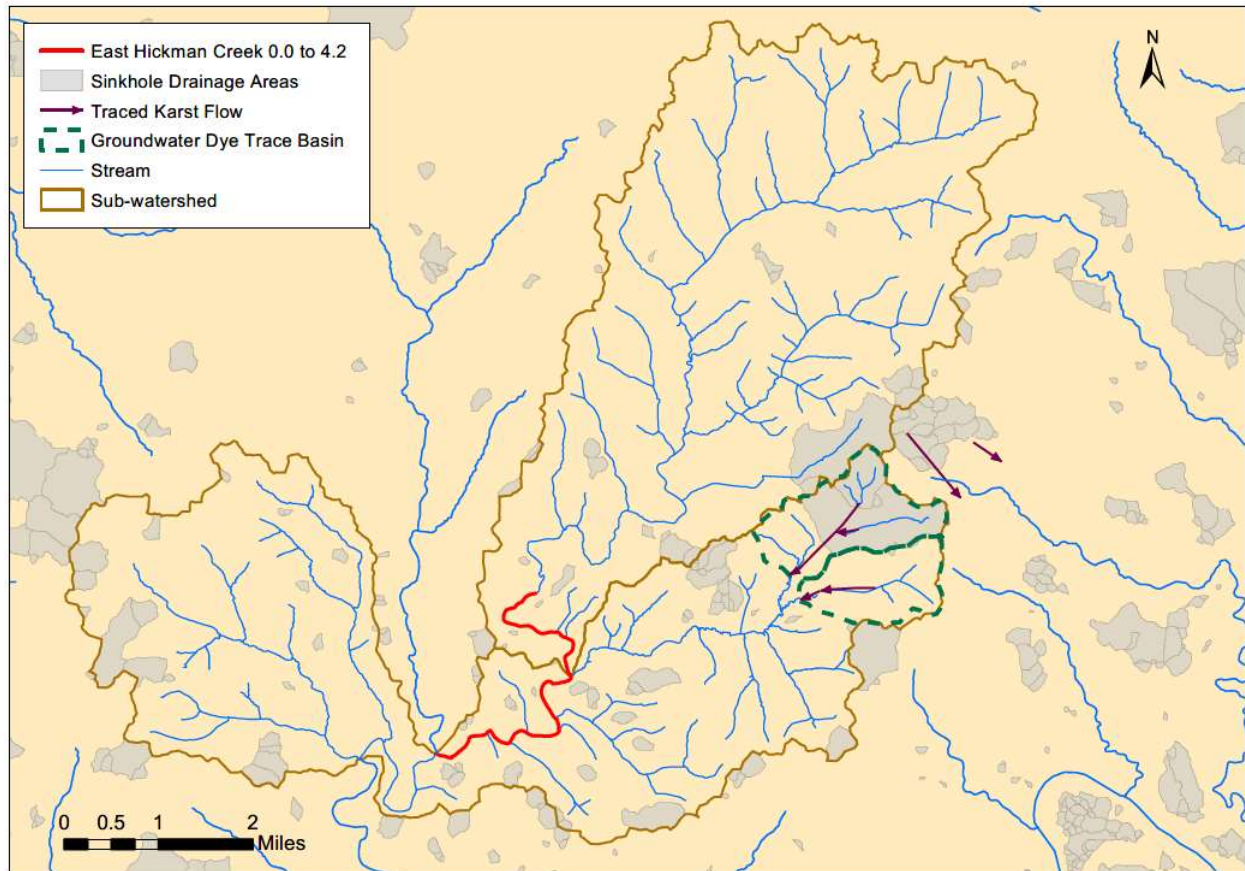 East Hickman Creek 0.0 to 4.2
Sinkhole Drainage Areas
Traced Karst Flow
Groundwater Dye Trace Basin
Stream
Sub-watershed
N
0 0.5 1 2
Miles